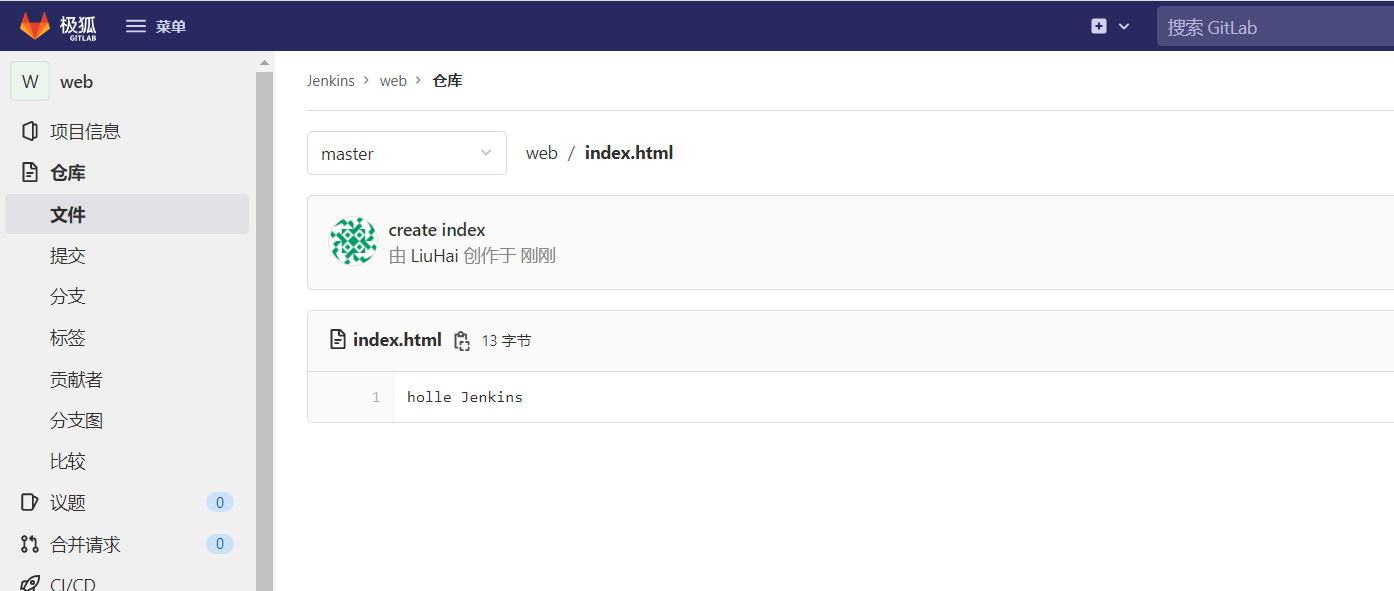 极狐 GITLAB 菜单 搜索 GitLab
W web
项目信息
仓库
文件
提交
分支
标签
贡献者
分支图
比较
议题 0
合并请求 0
CI/CD
Jenkins > web > 仓库
master web / index.html
create index
由 LiuHai 创作于 刚刚
index.html 13 字节
1 holle Jenkins